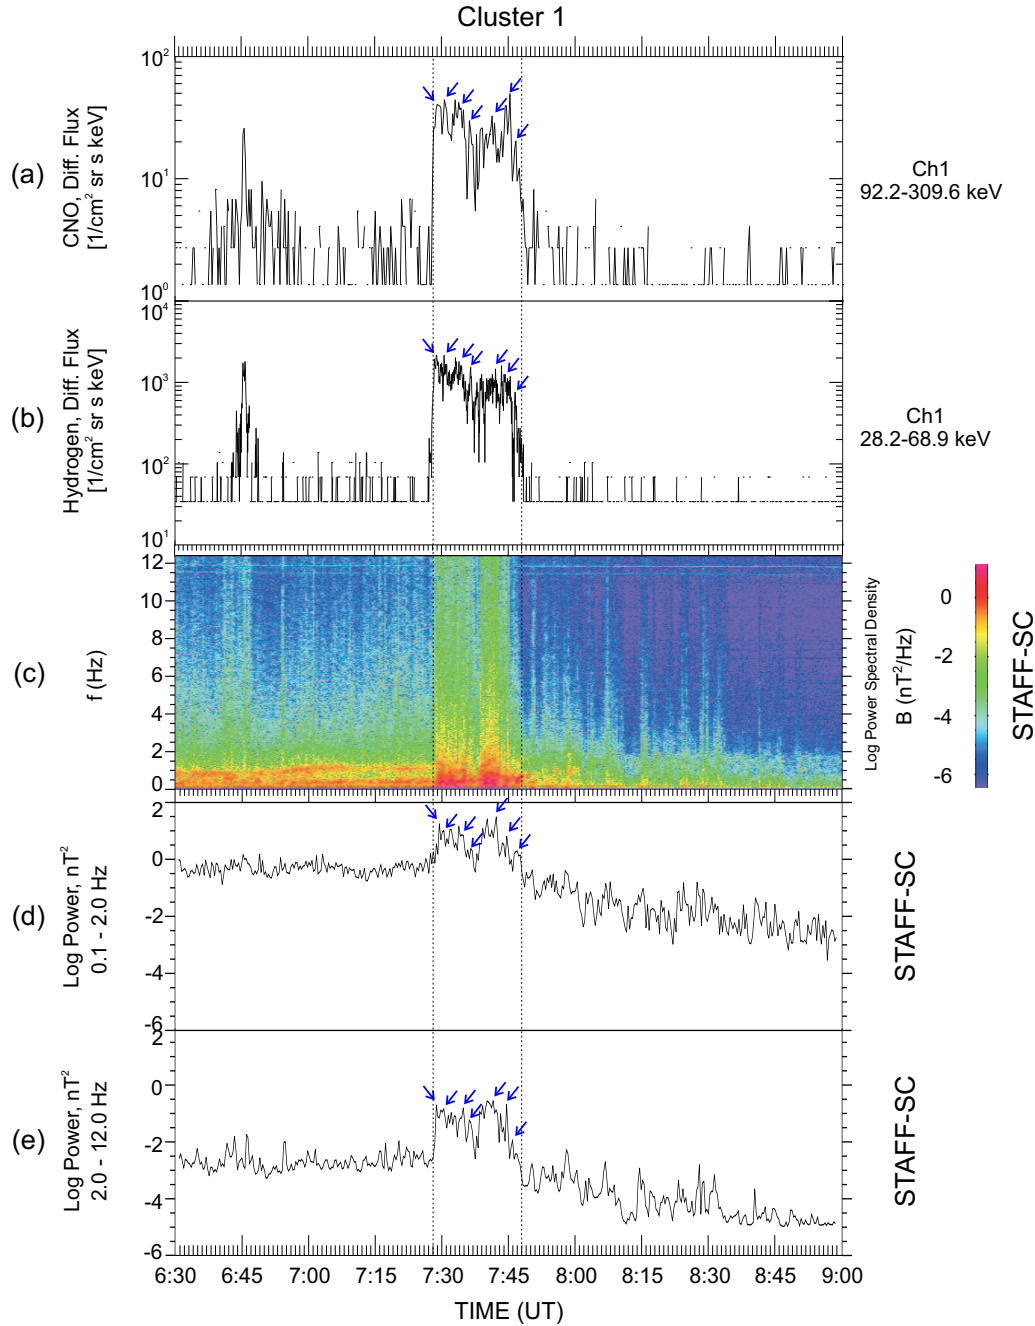 Cluster 1
(a)
CNO, Diff. Flux
[1/cm² sr s keV]
10²
10¹
10⁰
Ch1
92.2-309.6 keV
(b)
Hydrogen, Diff. Flux
[1/cm² sr s keV]
10⁴
10³
10²
10¹
Ch1
28.2-68.9 keV
(c)
f (Hz)
12
10
8
6
4
2
0
Log Power Spectral Density
B (nT²/Hz)
0
-2
-4
-6
STAFF-SC
(d)
Log Power, nT²
0.1 - 2.0 Hz
2
0
-2
-4
-6
STAFF-SC
(e)
Log Power, nT²
2.0 - 12.0 Hz
2
0
-2
-4
-6
STAFF-SC
6:30 6:45 7:00 7:15 7:30 7:45 8:00 8:15 8:30 8:45 9:00
TIME (UT)